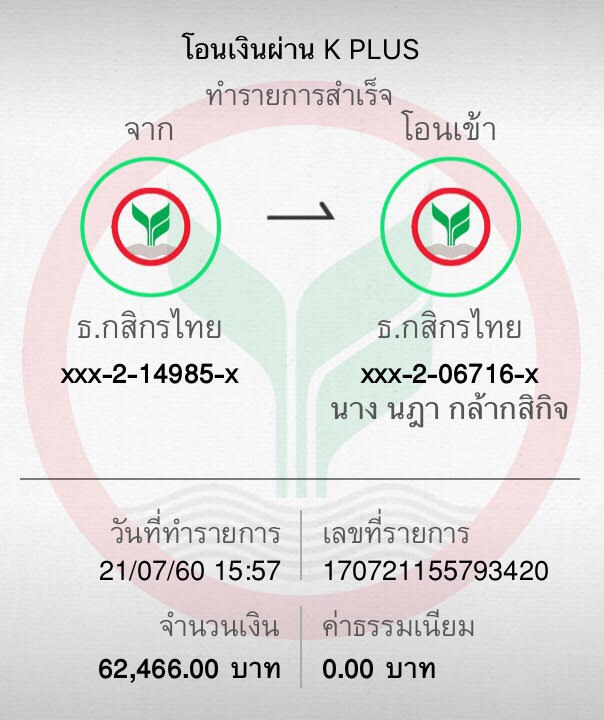 โอนเงินผ่าน K PLUS
ทำรายการสำเร็จ
จาก
โอนเข้า
ธ.กสิกรไทย
xxx-2-14985-x
ธ.กสิกรไทย
xxx-2-06716-x
นาง นฎา กล้ากสิกิจ
วันที่ทำรายการ
21/07/60 15:57
เลขที่รายการ
170721155793420
จำนวนเงิน
62,466.00 บาท
ค่าธรรมเนียม
0.00 บาท